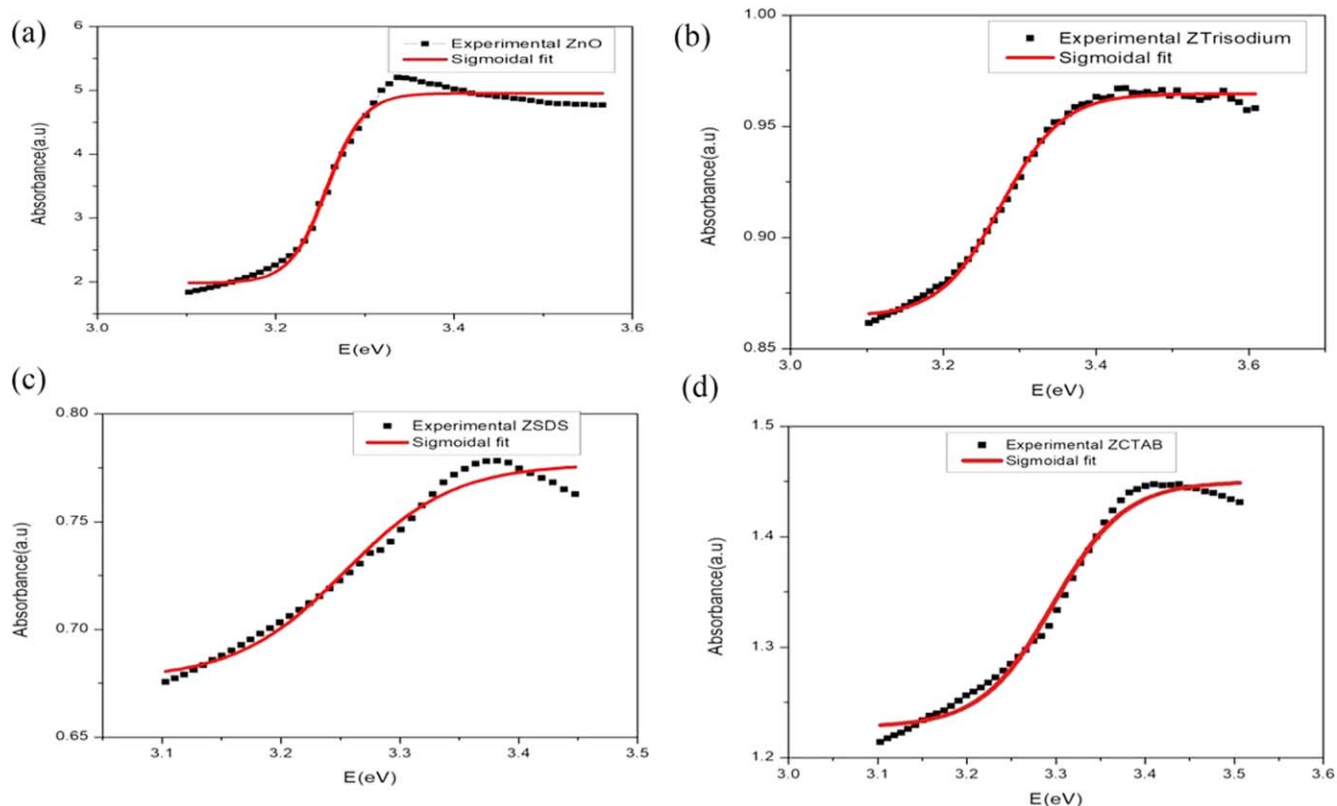 (a)
Experimental ZnO
Sigmoidal fit
6
5
4
3
2
Absorbance(a.u)
3.0
3.2
3.4
3.6
E(eV)
(b)
Experimental ZTrisodium
Sigmoidal fit
1.00
0.95
0.90
0.85
Absorbance(a.u)
3.0
3.2
3.4
3.6
E(eV)
(c)
Experimental ZSDS
Sigmoidal fit
0.80
0.75
0.70
0.65
Absorbance(a.u)
3.1
3.2
3.3
3.4
3.5
E(eV)
(d)
Experimental ZCTAB
Sigmoidal fit
1.5
1.4
1.3
1.2
Absorbance(a.u)
3.0
3.1
3.2
3.3
3.4
3.5
3.6
E(eV)